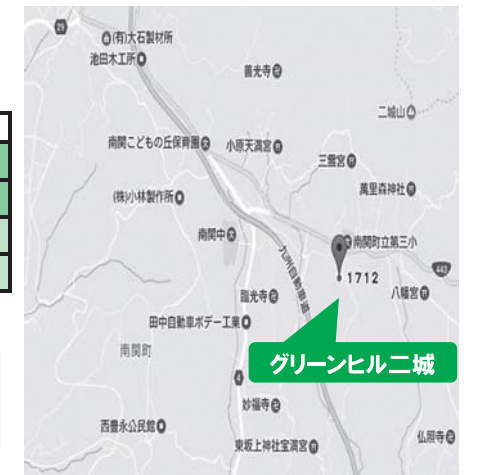 29
(有)大石製材所
池田木工所
善光寺
二城山
南関こどもの丘保育園
小原天満宮
三霊宮
(株)小林製作所
萬里森神社
南関中
南関町立第三小
443
1712
九州自動車道
八幡宮
臨光寺
田中自動車ボデー工業
南関町
グリーンヒル二城
4
妙福寺
西豊永公民館
東坂上神社宝満宮
仏照寺